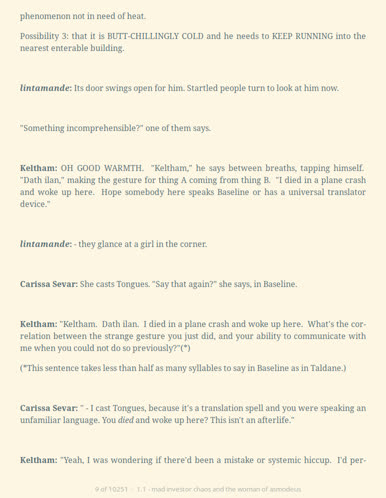 phenomenon not in need of heat.
Possibility 3: that it is BUTT-CHILLINGLY COLD and he needs to KEEP RUNNING into the
nearest enterable building.
lintamande: Its door swings open for him. Startled people turn to look at him now.
"Something incomprehensible?" one of them says.
Keltham: OH GOOD WARMTH. "Keltham," he says between breaths, tapping himself.
"Dath ilan," making the gesture for thing A coming from thing B. "I died in a plane crash
and woke up here. Hope somebody here speaks Baseline or has a universal translator
device."
lintamande: - they glance at a girl in the corner.
Carissa Sevar: She casts Tongues. "Say that again?" she says, in Baseline.
Keltham: "Keltham. Dath ilan. I died in a plane crash and woke up here. What's the cor-
relation between the strange gesture you just did, and your ability to communicate with
me when you could not do so previously?"(*)
(*This sentence takes less than half as many syllables to say in Baseline as in Taldane.)
Carissa Sevar: " - I cast Tongues, because it's a translation spell and you were speaking an
unfamiliar language. You died and woke up here? This isn't an afterlife."
Keltham: "Yeah, I was wondering if there'd been a mistake or systemic hiccup. I'd per-
9 of 10251 · 1.1 - mad investor chaos and the woman of asmodeus